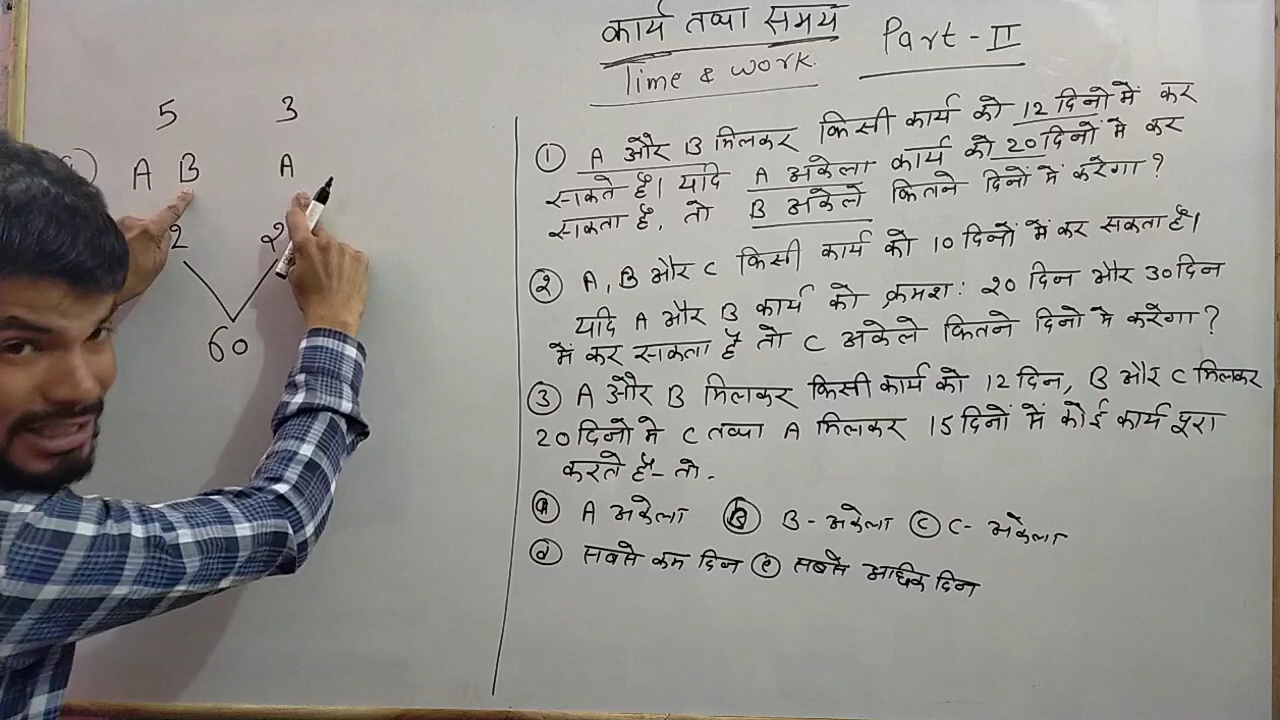 कार्य तथा समय
Part - II
Time & work.
5 3
A B A
60
① A और B मिलकर किसी कार्य को 12 दिनो में कर
सकते है। यदि A अकेला कार्य को 20 दिनों मे कर
सकता है, तो B अकेले कितने दिनों में करेगा?
② A, B और C किसी कार्य को 10 दिनों में कर सकता है।
यदि A और B कार्य को क्रमश: 20 दिन और 30 दिन
में कर सकता है तो C अकेले कितने दिनो मे करेगा?
③ A और B मिलकर किसी कार्य को 12 दिन, B और C मिलकर
20 दिनों मे C तथा A मिलकर 15 दिनों में कोई कार्य पूरा
करते है- तो -
ⓐ A अकेला Ⓑ B - अकेला Ⓒ C - अकेला
ⓓ सबसे कम दिन ⓔ सबसे अधिक दिन